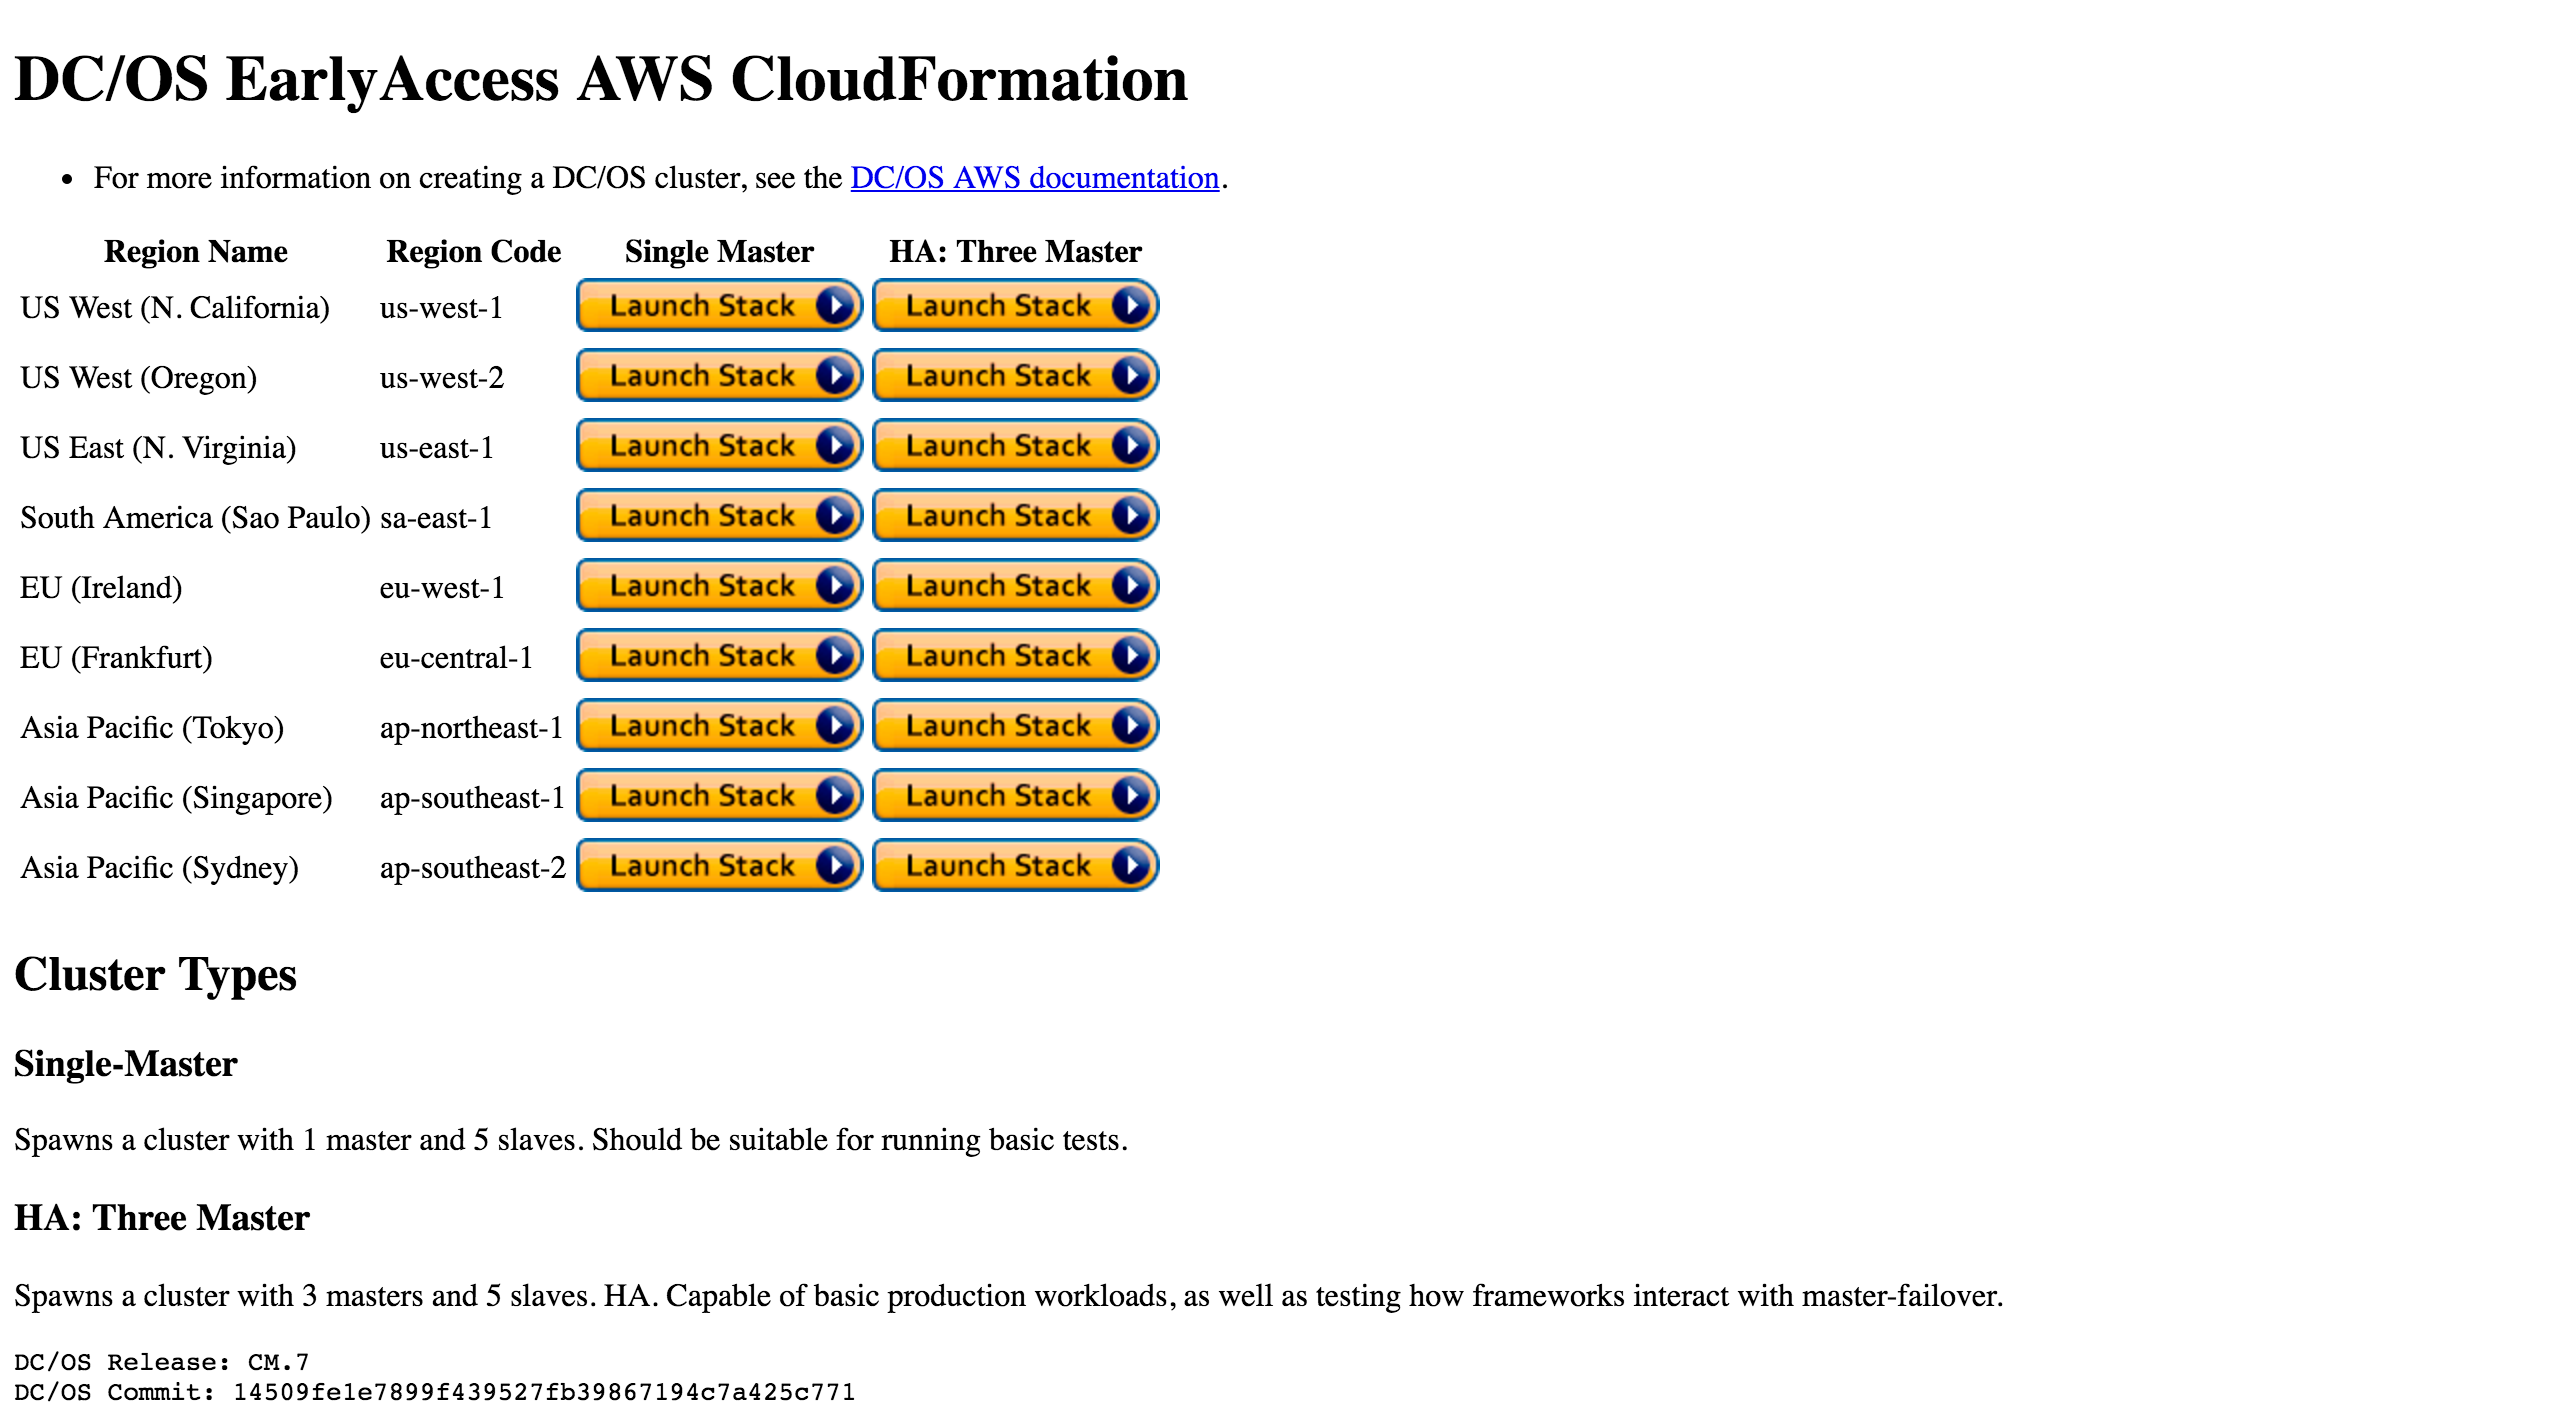 DC/OS EarlyAccess AWS CloudFormation
• For more information on creating a DC/OS cluster, see the DC/OS AWS documentation.
Region Name Region Code Single Master HA: Three Master
US West (N. California) us-west-1 Launch Stack Launch Stack
US West (Oregon) us-west-2 Launch Stack Launch Stack
US East (N. Virginia) us-east-1 Launch Stack Launch Stack
South America (Sao Paulo) sa-east-1 Launch Stack Launch Stack
EU (Ireland) eu-west-1 Launch Stack Launch Stack
EU (Frankfurt) eu-central-1 Launch Stack Launch Stack
Asia Pacific (Tokyo) ap-northeast-1 Launch Stack Launch Stack
Asia Pacific (Singapore) ap-southeast-1 Launch Stack Launch Stack
Asia Pacific (Sydney) ap-southeast-2 Launch Stack Launch Stack
Cluster Types
Single-Master
Spawns a cluster with 1 master and 5 slaves. Should be suitable for running basic tests.
HA: Three Master
Spawns a cluster with 3 masters and 5 slaves. HA. Capable of basic production workloads, as well as testing how frameworks interact with master-failover.
DC/OS Release: CM.7
DC/OS Commit: 14509fe1e7899f439527fb39867194c7a425c771